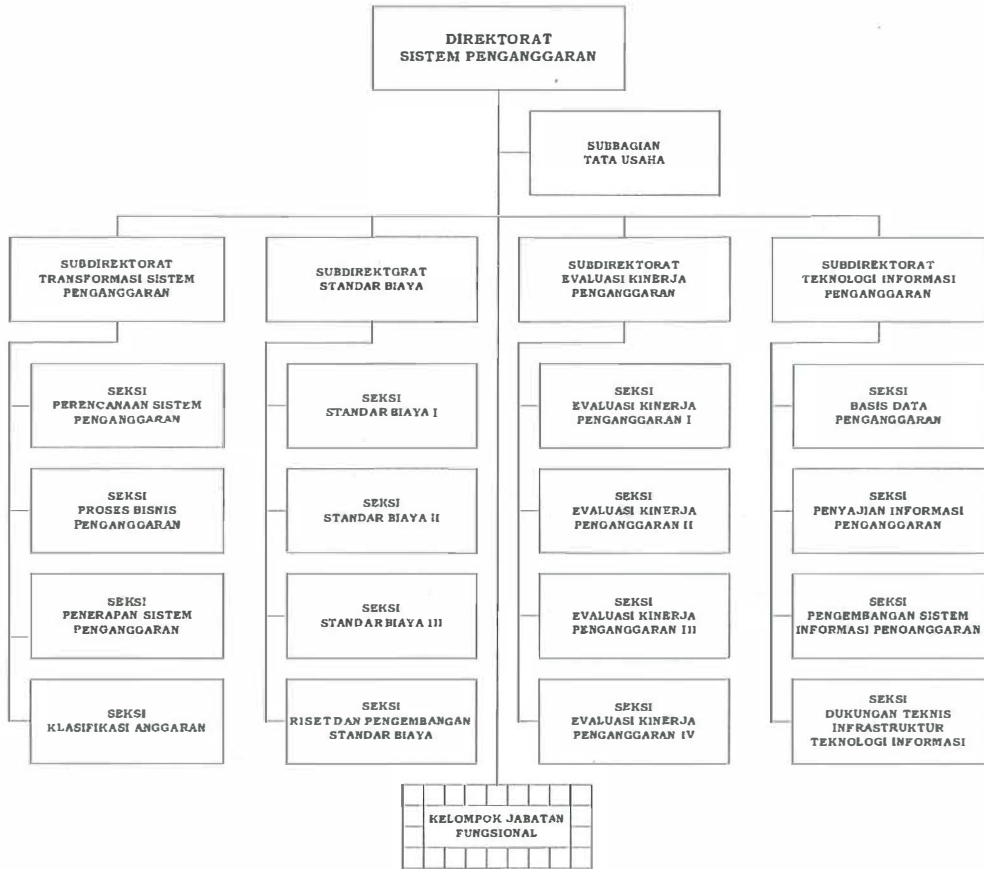 DIREKTORAT
SISTEM PENGANGGARAN
SUBBAGIAN
TATA USAHA
SUBDIREKTORAT
TRANSFORMASI SISTEM
PENGANGGARAN
SUBDIREKTGRAT
STANDAR BIAYA
SUBDIREKTORAT
EVALUASI KINERJA
PENGANGGARAN
SUBDIREKTORAT
TEKNOLOGI INFORMASI
PENGANGGARAN
SEKSI
PERENCANAAN SISTEM
PENGANGGARAN
SEKSI
PROSES BISNIS
PENGANGGARAN
SEKSI
PENERAPAN SISTEM
PENGANGGARAN
SEKSI
KLASIFIKASI ANGGARAN
SEKSI
STANDAR BIAYA I
SEKSI
STANDAR BIAYA II
SEKSI
STANDAR BIAYA III
SEKSI
RISET DAN PENGEMBANGAN
STANDAR BIAYA
SEKSI
EVALUASI KINERJA
PENGANGGARAN I
SEKSI
EVALUASI KINERJA
PENGANGGARAN II
SEKSI
EVALUASI KINERJA
PENGANGGARAN III
SEKSI
EVALUASI KINERJA
PENGANGGARAN IV
SEKSI
BASIS DATA
PENGANGGARAN
SEKSI
PENYAJIAN INFORMASI
PENGANGGARAN
SEKSI
PENGEMBANGAN SISTEM
INFORMASI PENGANGGARAN
SEKSI
DUKUNGAN TEKNIS
INFRASTRUKTUR
TEKNOLOGI INFORMASI
KELOMPOK JABATAN
FUNGSIONAL